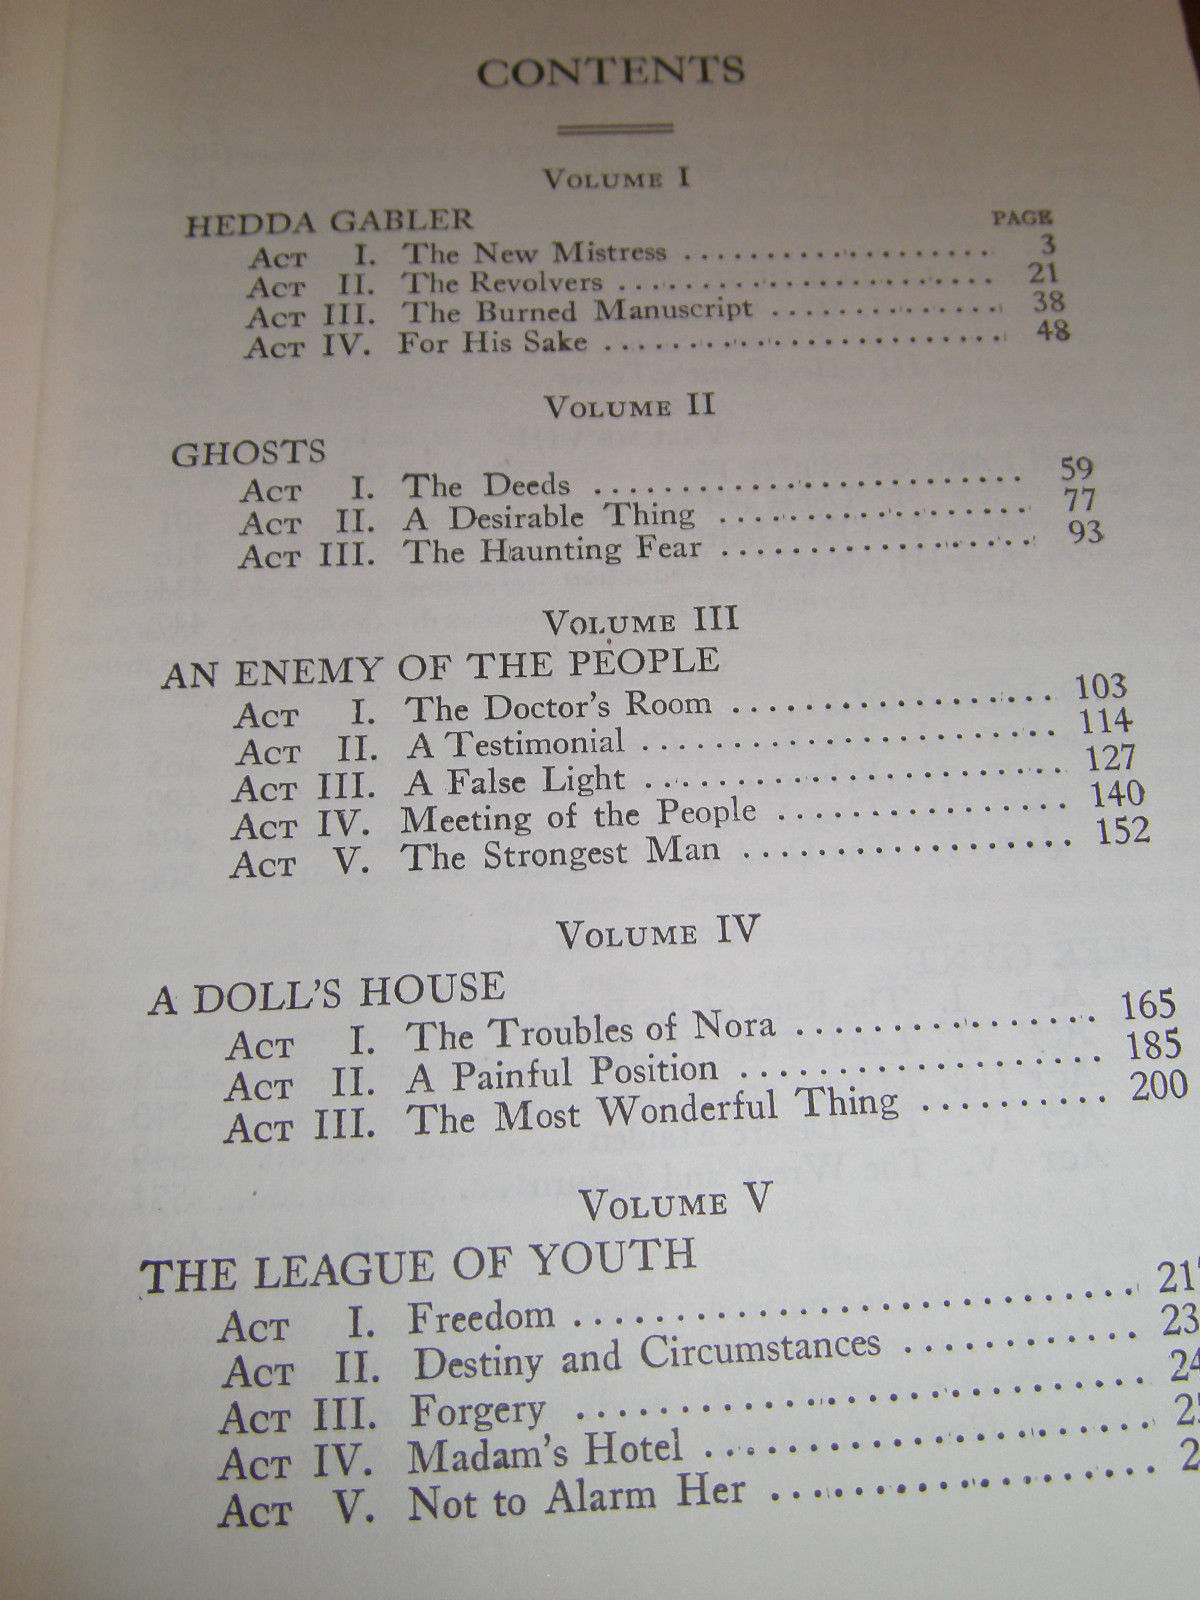 CONTENTS
VOLUME I
HEDDA GABLER PAGE
ACT I. The New Mistress .................... 3
ACT II. The Revolvers ........................ 21
ACT III. The Burned Manuscript .............. 38
ACT IV. For His Sake ........................ 48
VOLUME II
GHOSTS
ACT I. The Deeds ........................ 59
ACT II. A Desirable Thing .................. 77
ACT III. The Haunting Fear .................. 93
VOLUME III
AN ENEMY OF THE PEOPLE
ACT I. The Doctor's Room .................. 103
ACT II. A Testimonial ...................... 114
ACT III. A False Light ...................... 127
ACT IV. Meeting of the People ................ 140
ACT V. The Strongest Man .................. 152
VOLUME IV
A DOLL'S HOUSE
ACT I. The Troubles of Nora ................ 165
ACT II. A Painful Position .................. 185
ACT III. The Most Wonderful Thing .......... 200
VOLUME V
THE LEAGUE OF YOUTH
ACT I. Freedom ..........................
ACT II. Destiny and Circumstances ..........
ACT III. Forgery ........................
ACT IV. Madam's Hotel ....................
ACT V. Not to Alarm Her ..................